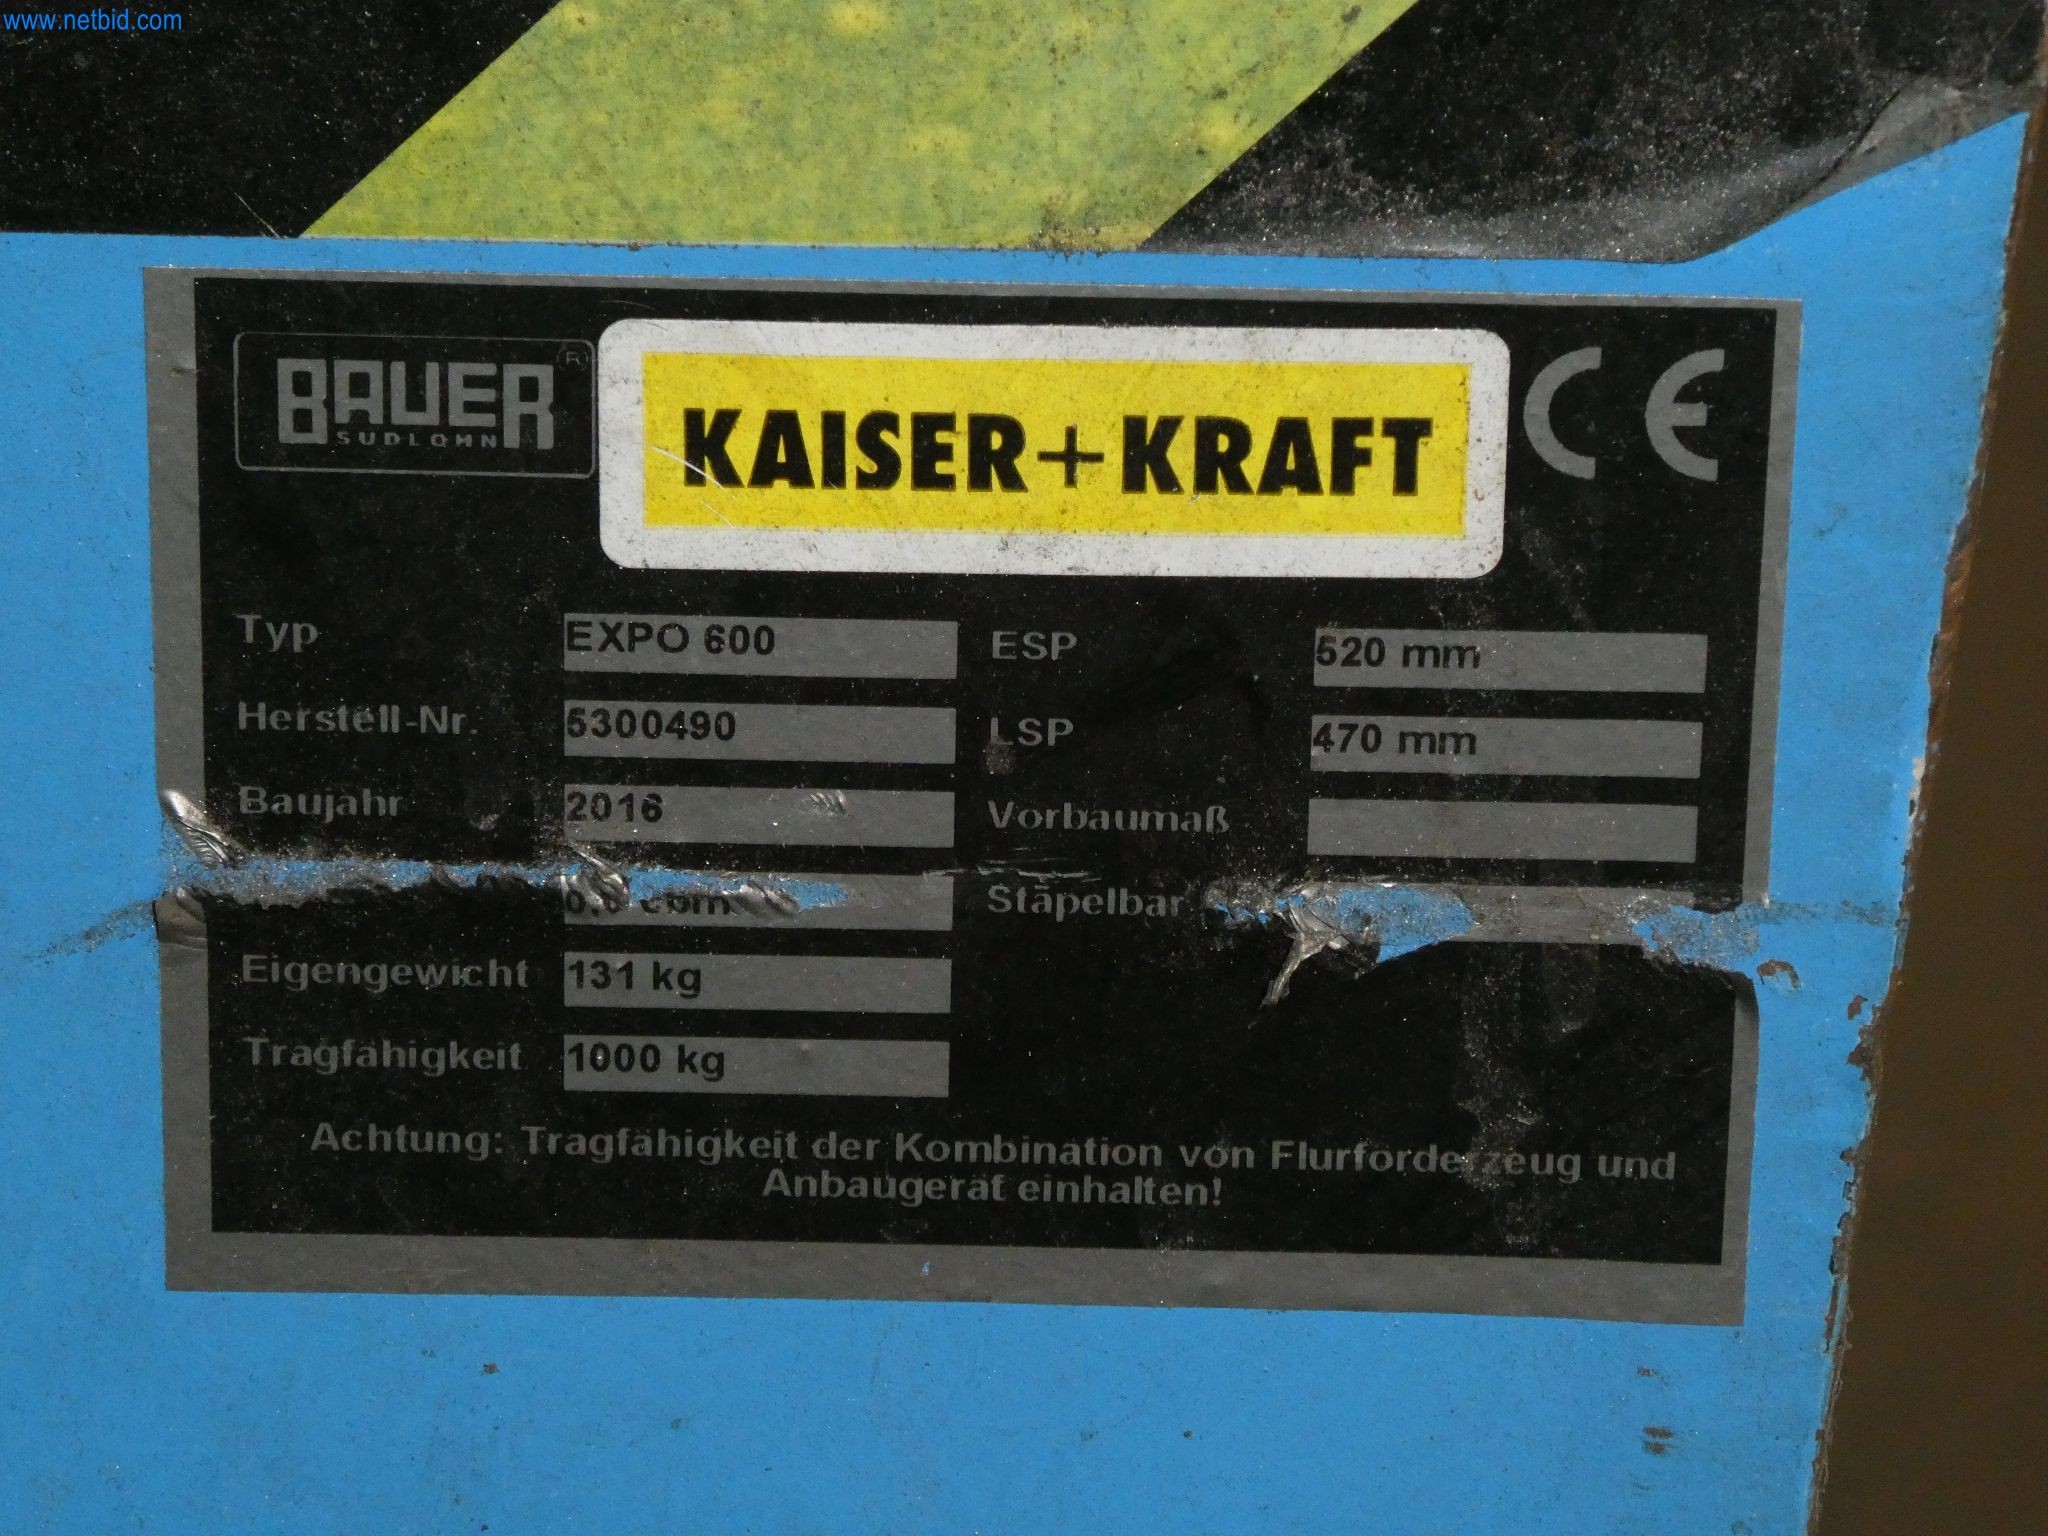 www.netbid.com
BAUER ®
SÜDLOHN
KAISER+KRAFT
CE
Typ EXPO 600 ESP 520 mm
Herstell-Nr. 5300490 LSP 470 mm
Baujahr 2016 Vorbaumaß
cbm Stapelbar
Eigengewicht 131 kg
Tragfähigkeit 1000 kg
Achtung: Tragfähigkeit der Kombination von Flurförderzeug und
Anbaugerät einhalten!